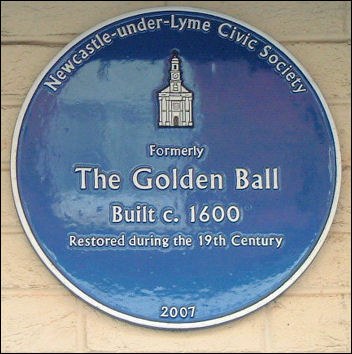 Newcastle-under-Lyme Civic Society
Formerly
The Golden Ball
Built c. 1600
Restored during the 19th Century
2007